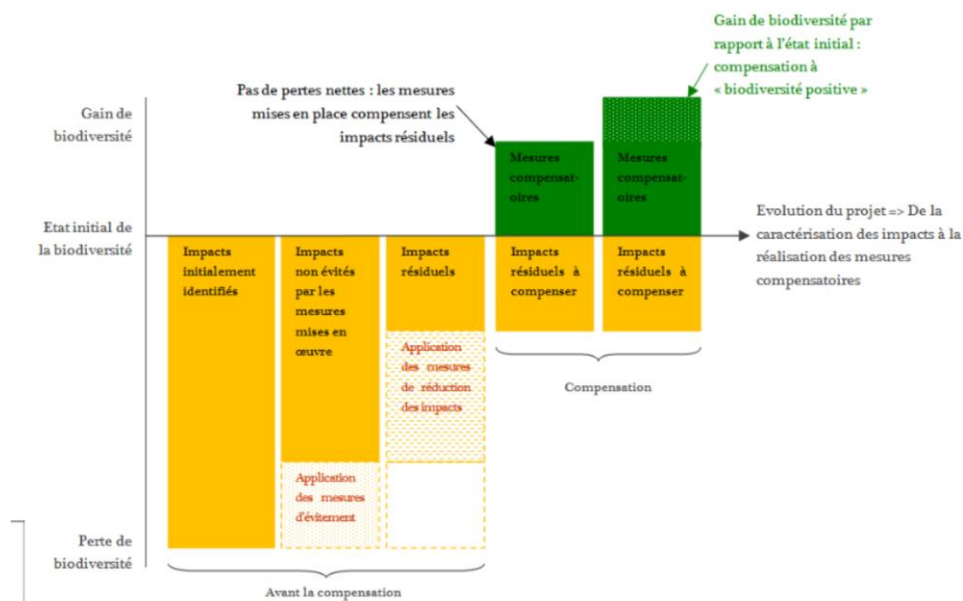 Gain de biodiversité par
rapport à l'état initial :
compensation à
« biodiversité positive »
Pas de pertes nettes : les mesures
mises en place compensent les
impacts résiduels
Gain de
biodiversité
Mesures
compensat-
oires
Mesures
compensat-
oires
Etat initial de
la biodiversité
Evolution du projet => De la
caractérisation des impacts à la
réalisation des mesures
compensatoires
Impacts
initialement
identifiés
Impacts
non évités
par les
mesures
mises en
œuvre
Impacts
résiduels
Impacts
résiduels à
compenser
Impacts
résiduels à
compenser
Application
des mesures
de réduction
des impacts
Compensation
Application
des mesures
d'évitement
Perte de
biodiversité
Avant la compensation